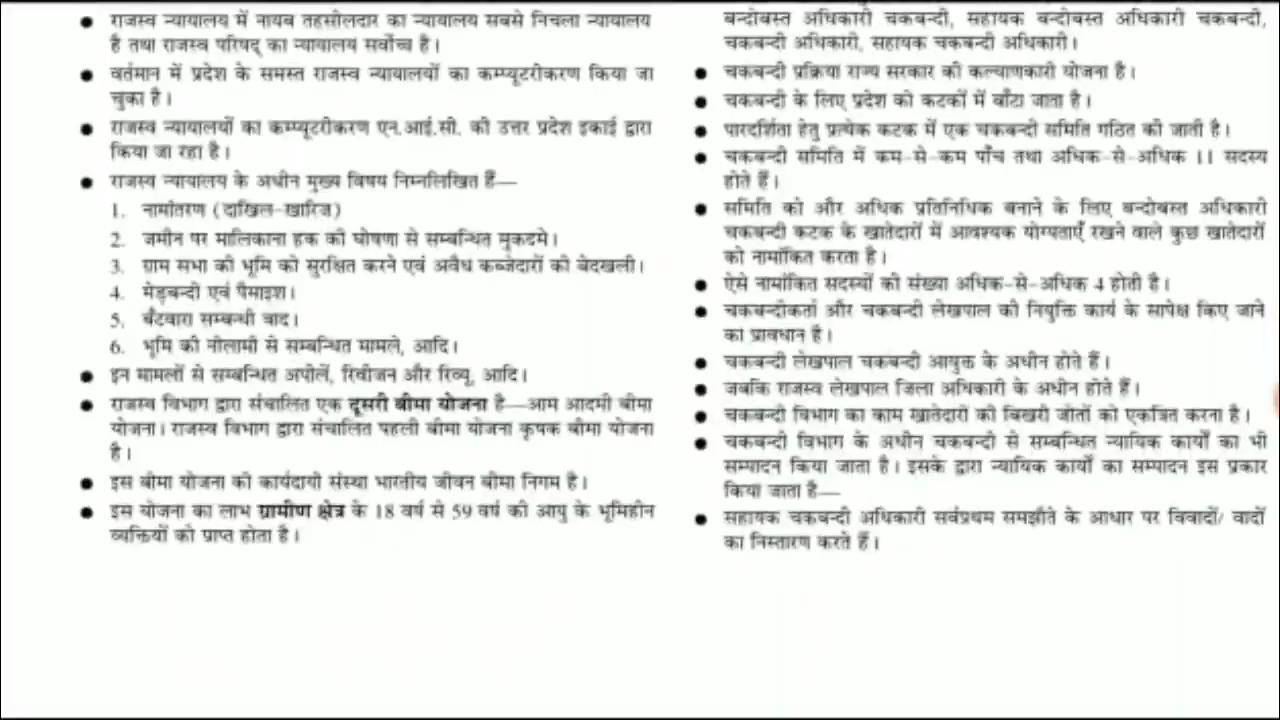 ● राजस्व न्यायालय में नायब तहसीलदार का न्यायालय सबसे निचला न्यायालय
है तथा राजस्व परिषद् का न्यायालय सर्वोच्च है।
● वर्तमान में प्रदेश के समस्त राजस्व न्यायालयों का कम्प्यूटरीकरण किया जा
चुका है।
● राजस्व न्यायालयों का कम्प्यूटरीकरण एन.आई.सी. की उत्तर प्रदेश इकाई द्वारा
किया जा रहा है।
● राजस्व न्यायालय के अधीन मुख्य विषय निम्नलिखित हैं—
1. नामांतरण (दाखिल-खारिज)
2. जमीन पर मालिकाना हक की घोषणा से सम्बन्धित मुकदमे।
3. ग्राम सभा की भूमि को सुरक्षित करने एवं अवैध कब्जेदारों की बेदखली।
4. मेड़बन्दी एवं पैमाइश।
5. बँटवारा सम्बन्धी वाद।
6. भूमि की नीलामी से सम्बन्धित मामले, आदि।
● इन मामलों से सम्बन्धित अपीलें, रिवीजन और रिव्यू, आदि।
● राजस्व विभाग द्वारा संचालित एक दूसरी बीमा योजना है—आम आदमी बीमा
योजना। राजस्व विभाग द्वारा संचालित पहली बीमा योजना कृषक बीमा योजना
है।
● इस बीमा योजना की कार्यदायी संस्था भारतीय जीवन बीमा निगम है।
● इस योजना का लाभ ग्रामीण क्षेत्र के 18 वर्ष से 59 वर्ष की आयु के भूमिहीन
व्यक्तियों को प्राप्त होता है।
बन्दोबस्त अधिकारी चकबन्दी, सहायक बन्दोबस्त अधिकारी चकबन्दी,
चकबन्दी अधिकारी, सहायक चकबन्दी अधिकारी।
● चकबन्दी प्रक्रिया राज्य सरकार की कल्याणकारी योजना है।
● चकबन्दी के लिए प्रदेश को कटकों में बाँटा जाता है।
● पारदर्शिता हेतु प्रत्येक कटक में एक चकबन्दी समिति गठित की जाती है।
● चकबन्दी समिति में कम-से-कम पाँच तथा अधिक-से-अधिक 11 सदस्य
होते हैं।
● समिति को और अधिक प्रतिनिधिक बनाने के लिए बन्दोबस्त अधिकारी
चकबन्दी कटक के खातेदारों में आवश्यक योग्यताएँ रखने वाले कुछ खातेदारों
को नामांकित करता है।
● ऐसे नामांकित सदस्यों की संख्या अधिक-से-अधिक 4 होती है।
● चकबन्दीकर्ता और चकबन्दी लेखपाल की नियुक्ति कार्य के सापेक्ष किए जाने
का प्रावधान है।
● चकबन्दी लेखपाल चकबन्दी आयुक्त के अधीन होते हैं।
● जबकि राजस्व लेखपाल जिला अधिकारी के अधीन होते हैं।
● चकबन्दी विभाग का काम खातेदारों की बिखरी जोतों को एकत्रित करना है।
● चकबन्दी विभाग के अधीन चकबन्दी से सम्बन्धित न्यायिक कार्यों का भी
सम्पादन किया जाता है। इसके द्वारा न्यायिक कार्यों का सम्पादन इस प्रकार
किया जाता है—
● सहायक चकबन्दी अधिकारी सर्वप्रथम समझौते के आधार पर विवादों/ वादों
का निस्तारण करते हैं।